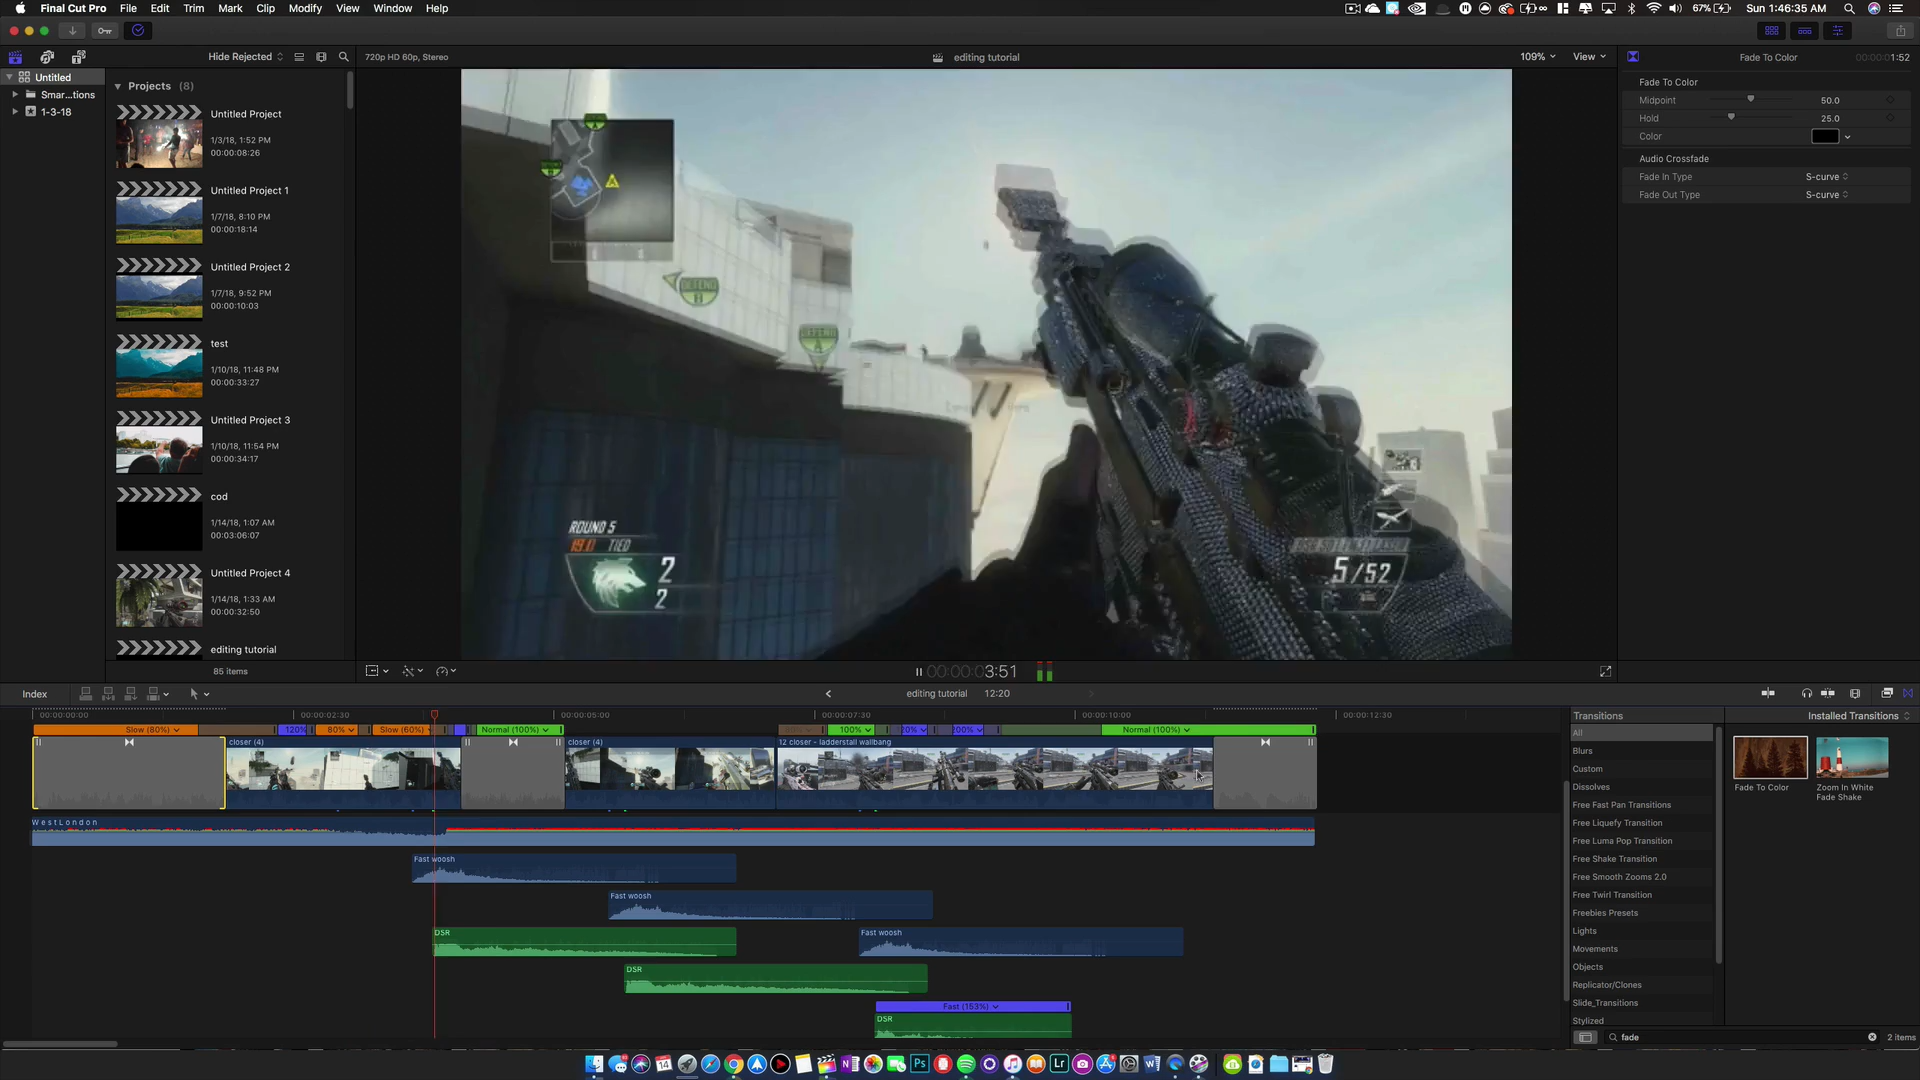 Final Cut Pro File Edit Trim Mark Clip Modify View Window Help
67% Sun 1:46:35 AM
Hide Rejected
720p HD 60p, Stereo
editing tutorial
109% View
Fade To Color
1:52
Untitled
Smar...tions
1-3-18
Projects (8)
Untitled Project
1/3/18, 1:52 PM
00:00:08:26
Untitled Project 1
1/7/18, 8:10 PM
00:00:18:14
Untitled Project 2
1/7/18, 9:52 PM
00:00:10:03
test
1/10/18, 11:48 PM
00:00:33:27
Untitled Project 3
1/10/18, 11:54 PM
00:00:34:17
cod
1/14/18, 1:07 AM
00:03:06:07
Untitled Project 4
1/14/18, 1:33 AM
00:00:32:50
editing tutorial
85 items
DEFEND
DEFEND
ROUND 5
TIED
2
2
5/52
Fade To Color
Midpoint 50.0
Hold 25.0
Color
Audio Crossfade
Fade In Type S-curve
Fade Out Type S-curve
00:00:00:03:51
Index
editing tutorial 12:20
00:00:00:00
00:00:02:30
00:00:05:00
00:00:07:30
00:00:10:00
00:00:12:30
Slow (80%)
120%
80%
Slow (60%)
Normal (100%)
100%
Normal (100%)
closer (4)
closer (4)
12 closer - ladderstall wallbang
WestLondon
Fast woosh
Fast woosh
DSR
Fast woosh
DSR
Fast (153%)
DSR
Transitions
Installed Transitions
All
Blurs
Custom
Dissolves
Free Fast Pan Transitions
Free Liquefy Transition
Free Luma Pop Transition
Free Shake Transition
Free Smooth Zooms 2.0
Free Twirl Transition
Freebies Presets
Lights
Movements
Objects
Replicator/Clones
Slide_Transitions
Stylized
Fade To Color
Zoom In White
Fade Shake
fade
2 items